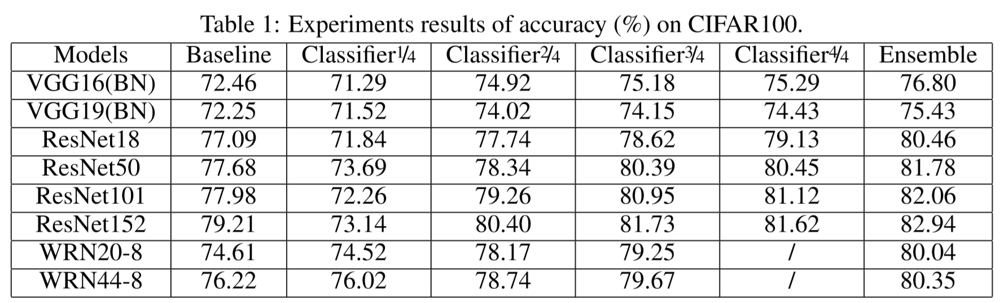 Table 1: Experiments results of accuracy (%) on CIFAR100.
Models Baseline Classifier1/4 Classifier2/4 Classifier3/4 Classifier4/4 Ensemble
VGG16(BN) 72.46 71.29 74.92 75.18 75.29 76.80
VGG19(BN) 72.25 71.52 74.02 74.15 74.43 75.43
ResNet18 77.09 71.84 77.74 78.62 79.13 80.46
ResNet50 77.68 73.69 78.34 80.39 80.45 81.78
ResNet101 77.98 72.26 79.26 80.95 81.12 82.06
ResNet152 79.21 73.14 80.40 81.73 81.62 82.94
WRN20-8 74.61 74.52 78.17 79.25 / 80.04
WRN44-8 76.22 76.02 78.74 79.67 / 80.35